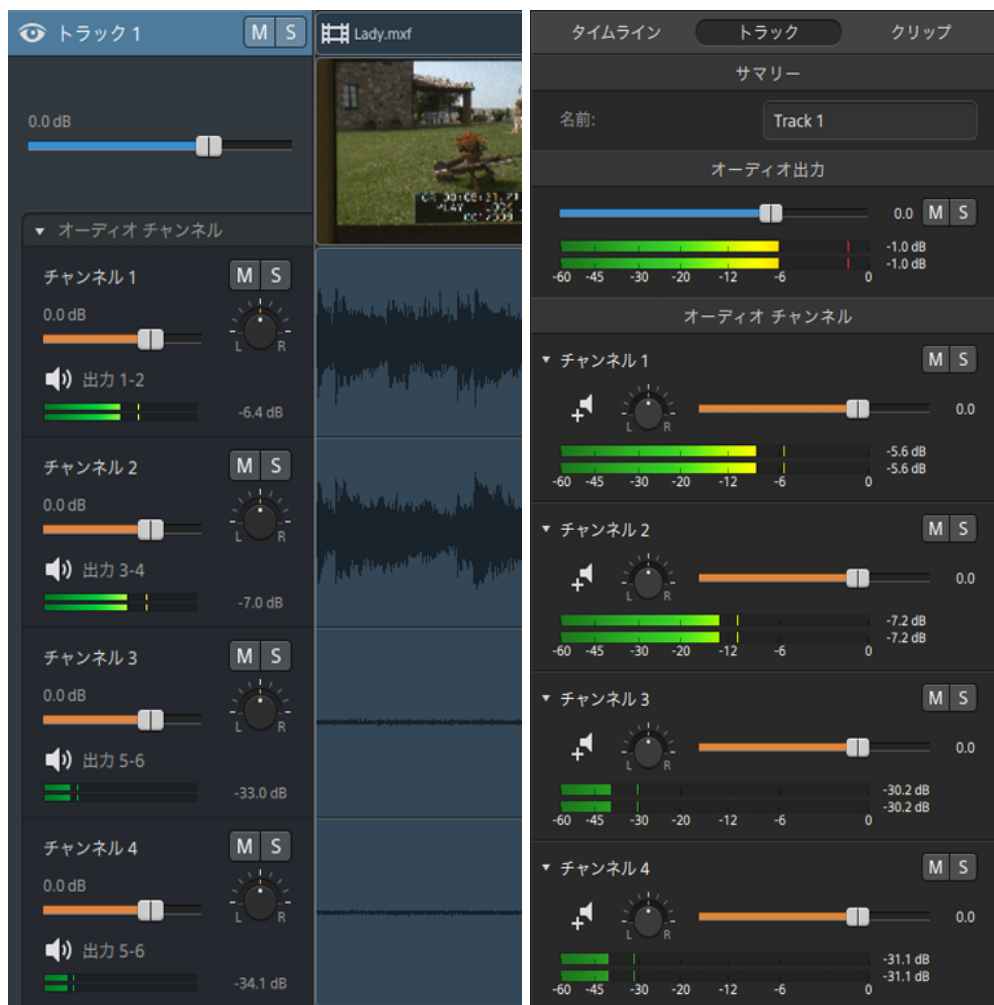 トラック 1
M S
Lady.mxf
0.0 dB
オーディオ チャンネル
チャンネル 1
M S
0.0 dB
L R
出力 1-2
-6.4 dB
チャンネル 2
M S
0.0 dB
L R
出力 3-4
-7.0 dB
チャンネル 3
M S
0.0 dB
L R
出力 5-6
-33.0 dB
チャンネル 4
M S
0.0 dB
L R
出力 5-6
-34.1 dB
タイムライン トラック クリップ
サマリー
名前: Track 1
オーディオ出力
0.0 M S
-1.0 dB
-1.0 dB
-60 -45 -30 -20 -12 -6 0
オーディオ チャンネル
チャンネル 1 M S
L R 0.0
-5.6 dB
-5.6 dB
-60 -45 -30 -20 -12 -6 0
チャンネル 2 M S
L R 0.0
-7.2 dB
-7.2 dB
-60 -45 -30 -20 -12 -6 0
チャンネル 3 M S
L R 0.0
-30.2 dB
-30.2 dB
-60 -45 -30 -20 -12 -6 0
チャンネル 4 M S
L R 0.0
-31.1 dB
-31.1 dB
-60 -45 -30 -20 -12 -6 0